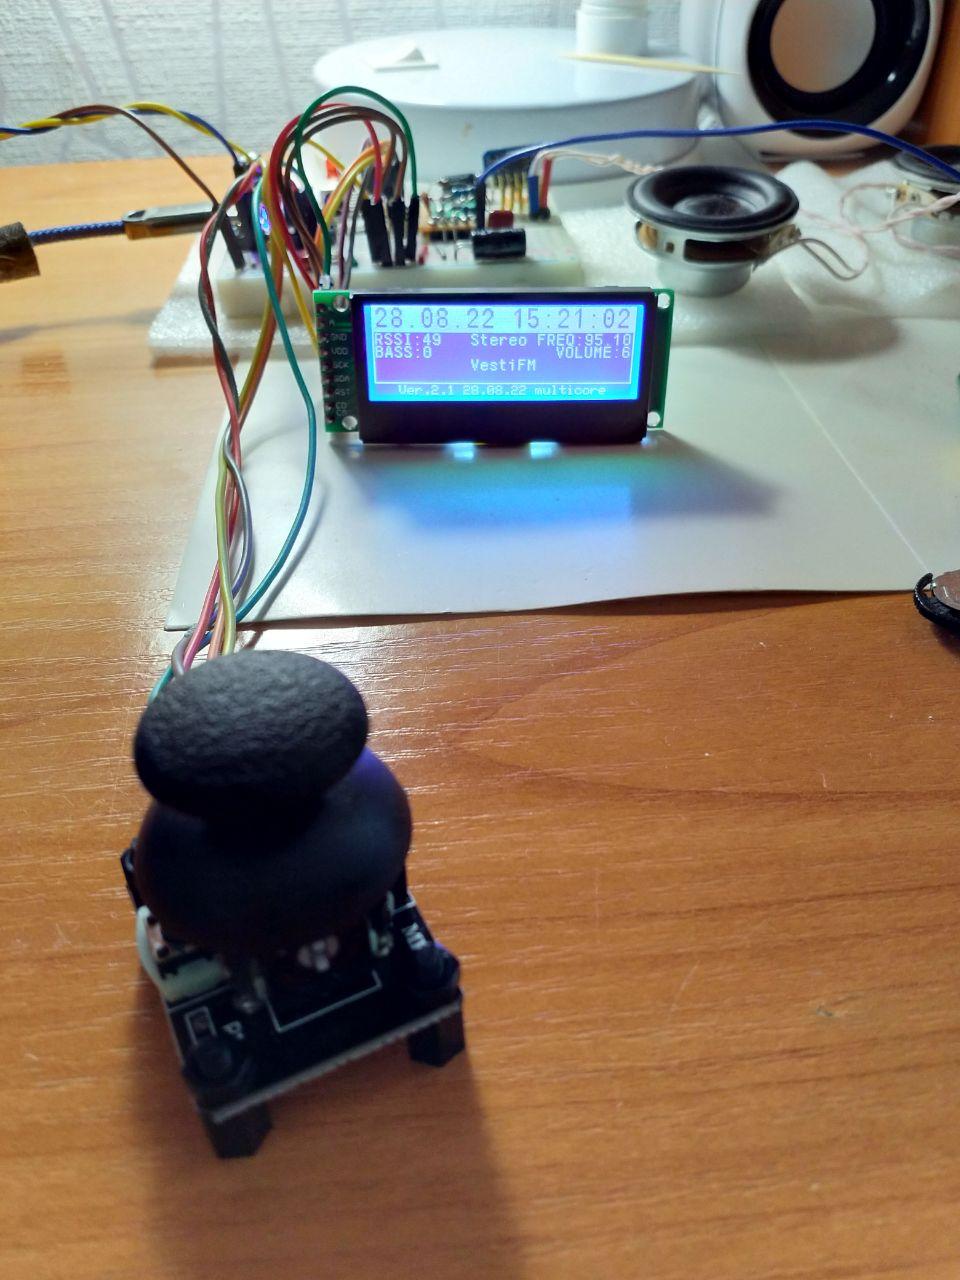 28.08.22 15:21:02
RSSI:49 Stereo FREQ:95.10
BASS:0 VOLUME:6
VestiFM
Ver.2.1 28.08.22 multicore
GND
VDD
SCK
SDA
RST
CD
CS